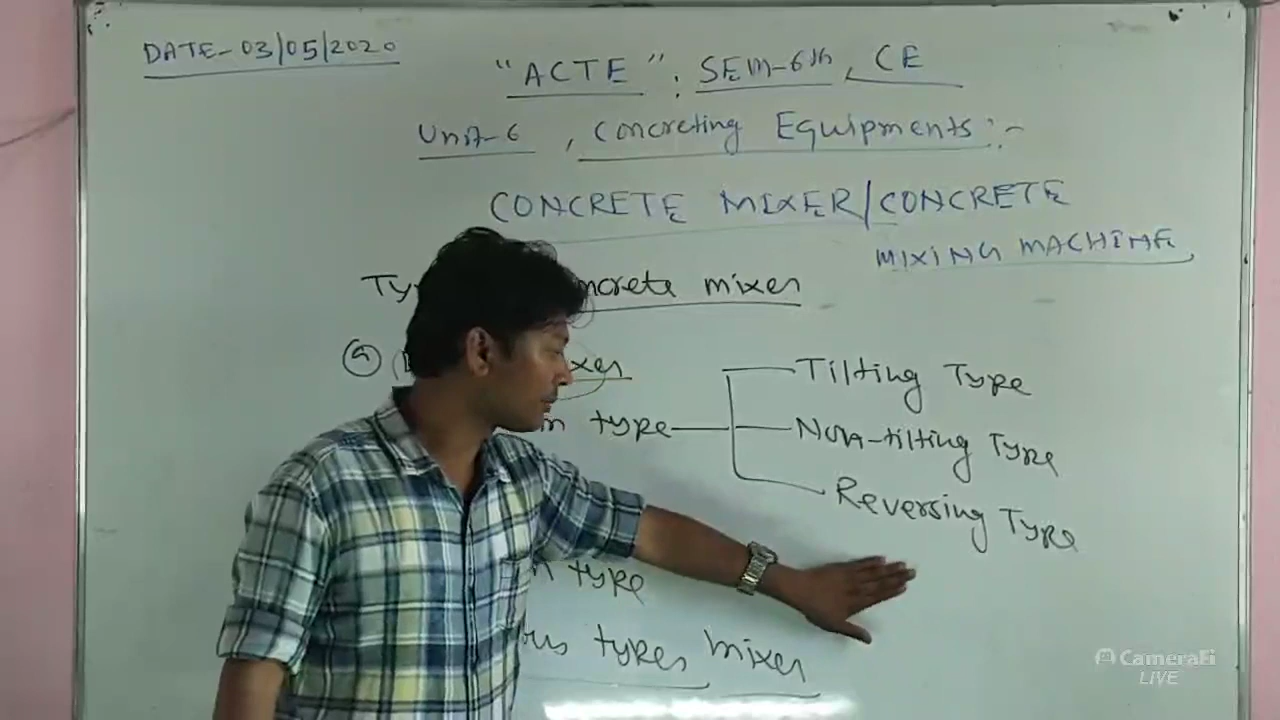 DATE-03/05/2020
"ACTE": SEM-6th, CE
Unit-6, Concreting Equipments:-
CONCRETE MIXER/CONCRETE
MIXING MACHINE
Concrete mixer
Tilting Type
type
Non-tilting Type
Reversing Type
type
types mixer
CameraFi
LIVE